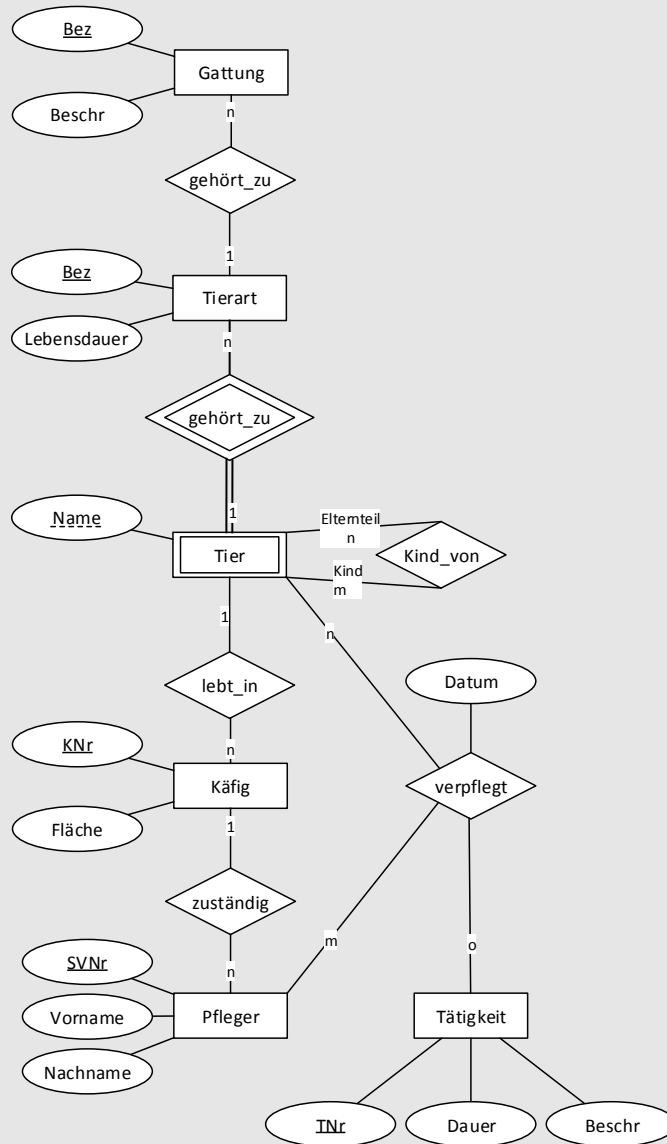 Bez
Gattung
Beschr
n
gehört_zu
1
Bez
Tierart
Lebensdauer
n
gehört_zu
1
Name
Tier
Elternteil
n
Kind_von
Kind
m
1
n
lebt_in
Datum
n
KNr
Käfig
verpflegt
Fläche
1
zuständig
m
o
n
SVNr
Vorname
Pfleger
Tätigkeit
Nachname
TNr
Dauer
Beschr